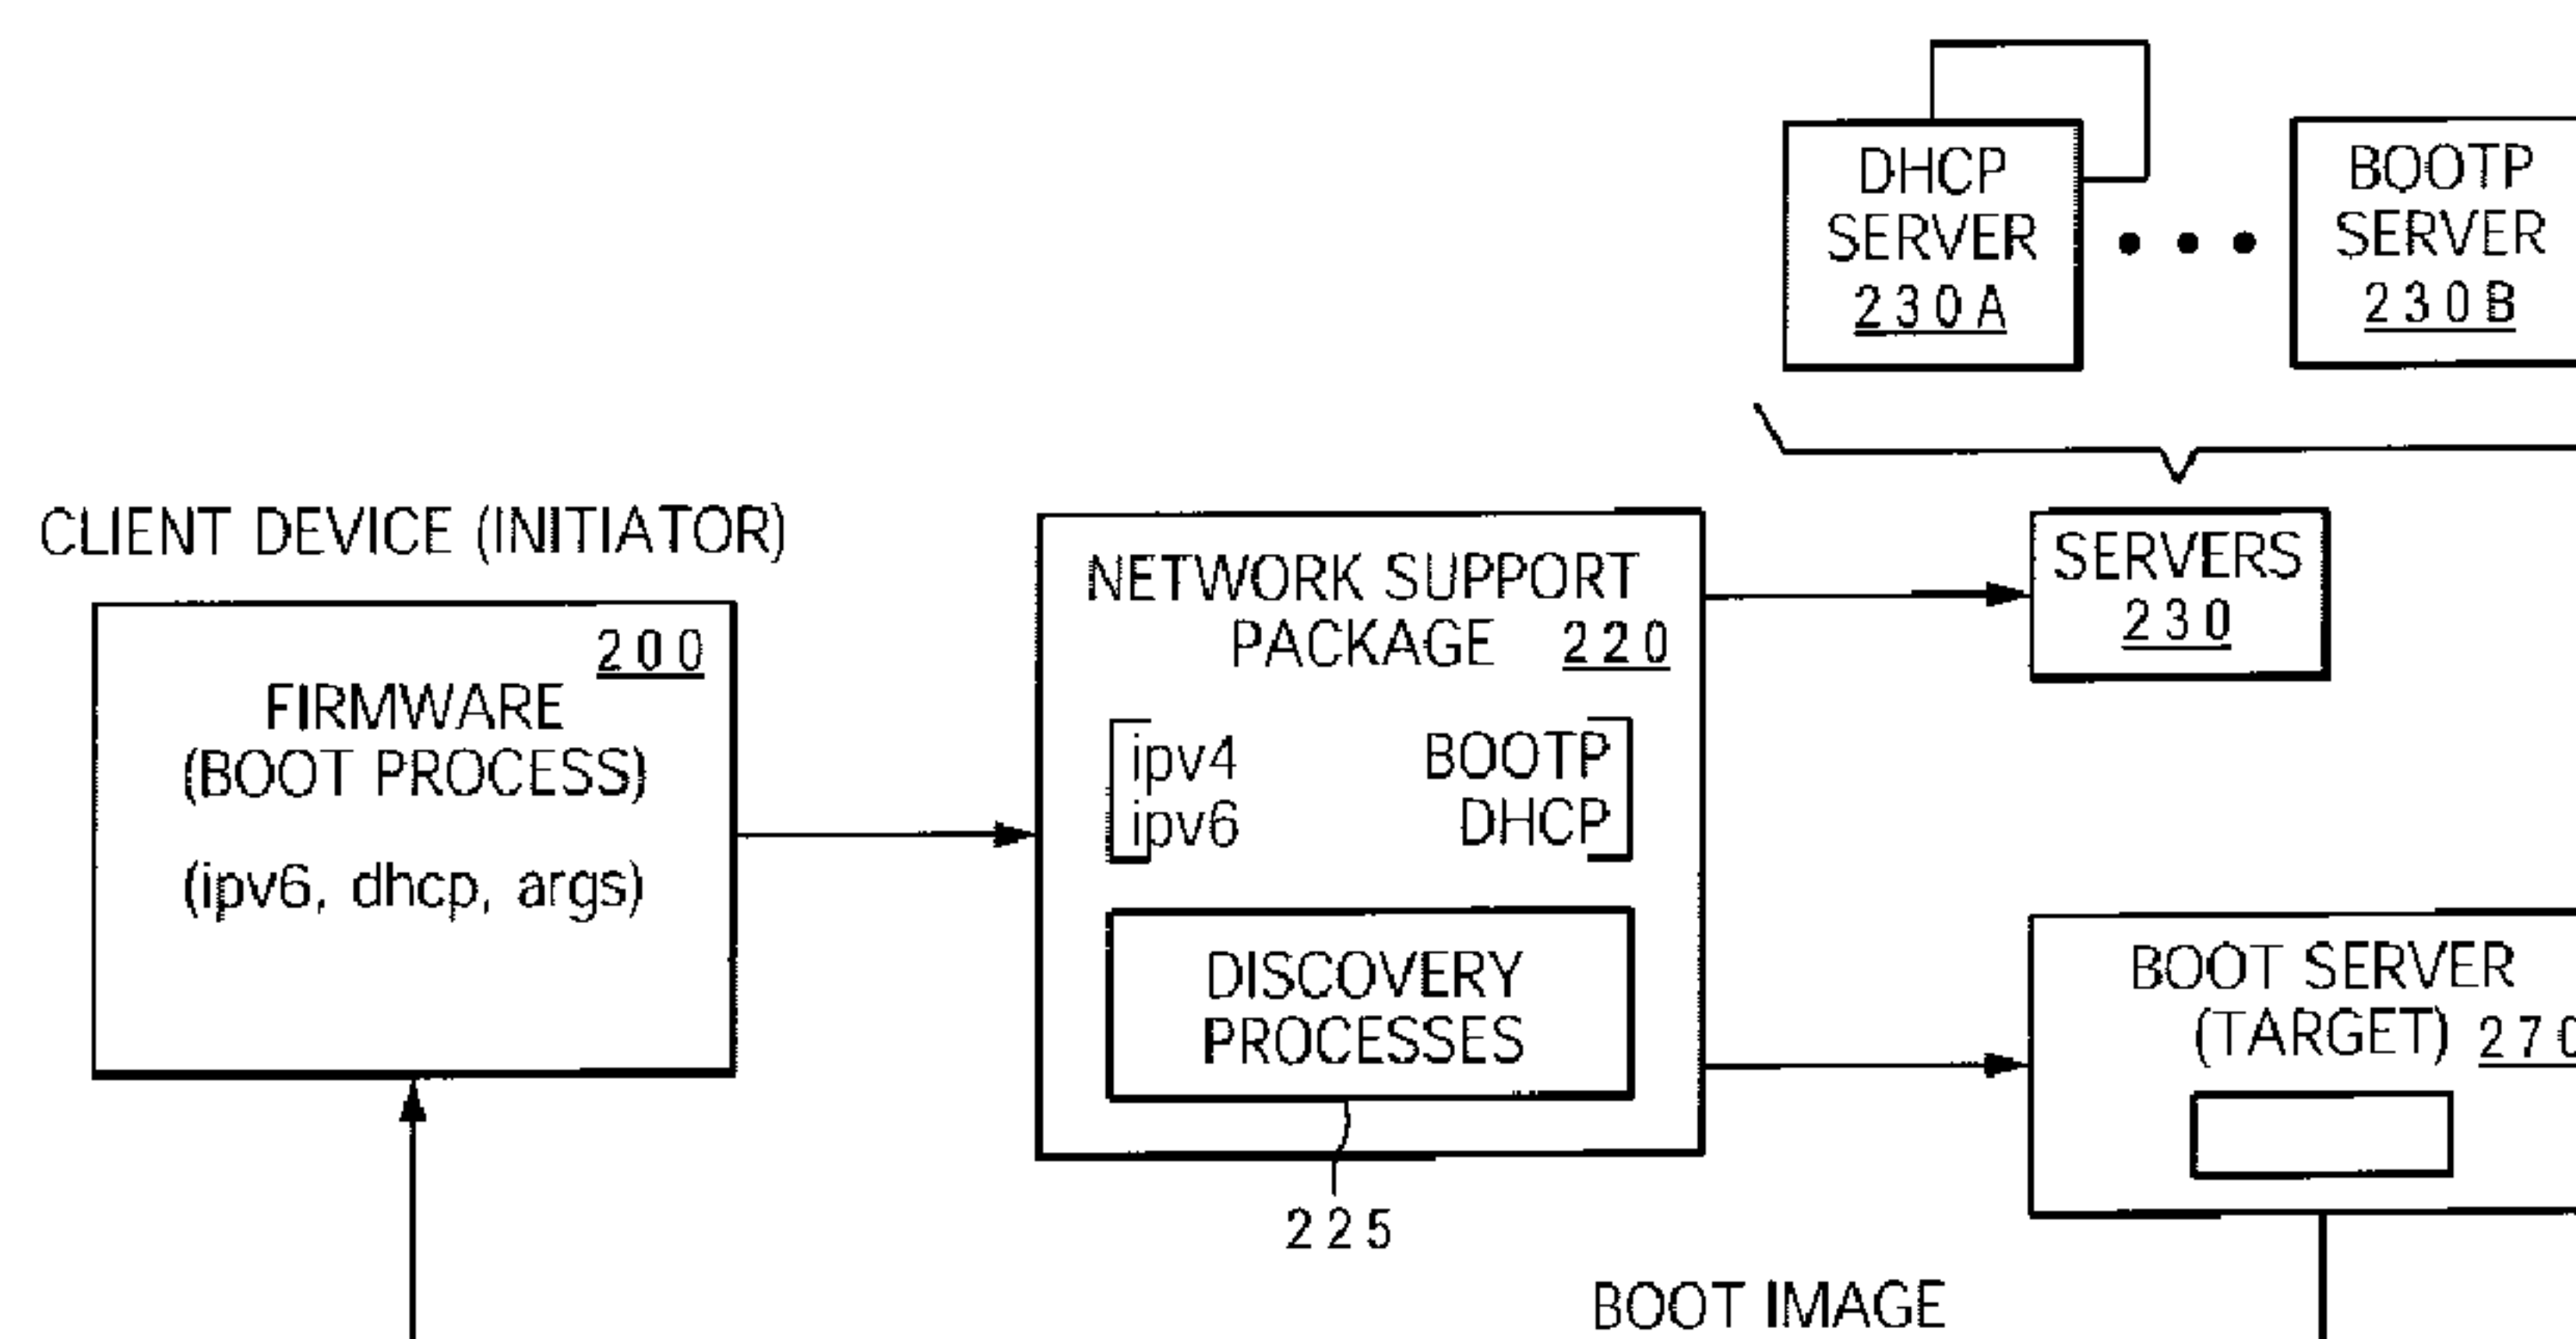 DHCP
SERVER
230A
BOOTP
SERVER
230B
CLIENT DEVICE (INITIATOR)
200
FIRMWARE
(BOOT PROCESS)
(ipv6, dhcp, args)
NETWORK SUPPORT
PACKAGE 220
ipv4 BOOTP
ipv6 DHCP
DISCOVERY
PROCESSES
225
SERVERS
230
BOOT SERVER
(TARGET) 270
BOOT IMAGE